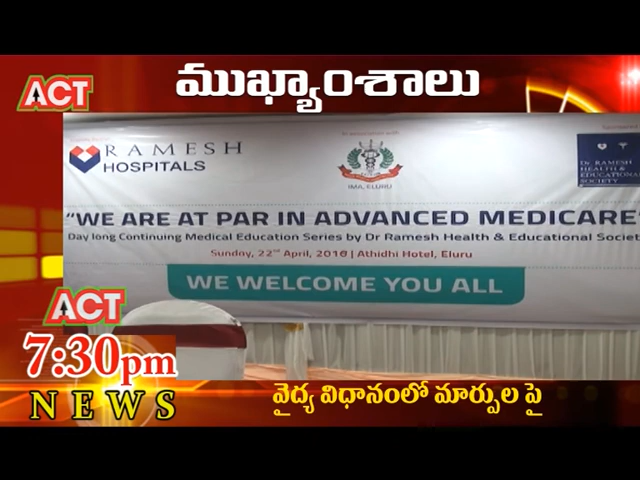 ACT
ముఖ్యాంశాలు
RAMESH
HOSPITALS
IMA, ELURU
Dr. RAMESH
HEALTH &
EDUCATIONAL
SOCIETY
"WE ARE AT PAR IN ADVANCED MEDICARE"
Day long Continuing Medical Education Series by Dr Ramesh Health & Educational Societ
Sunday, 22nd April, 2018 | Athidhi Hotel, Eluru
WE WELCOME YOU ALL
ACT
ACT
7:30pm
NEWS
వైద్య విధానంలో మార్పుల పై